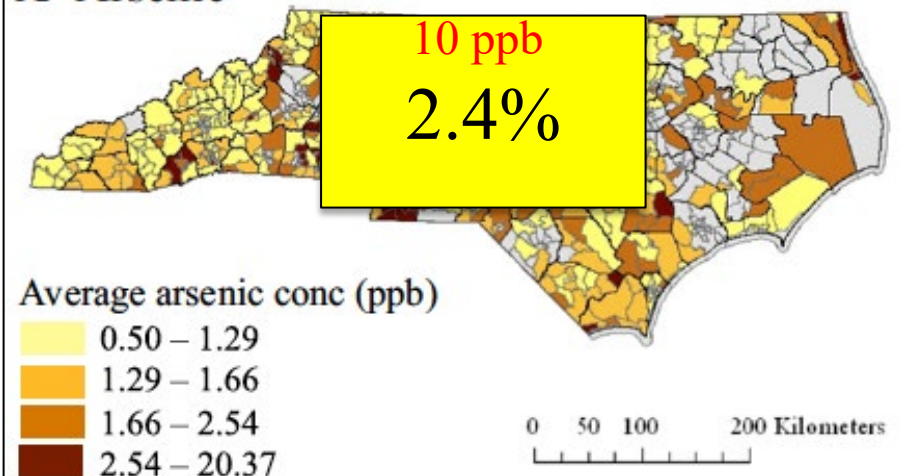 10 ppb
2.4%
Average arsenic conc (ppb)
0.50 – 1.29
1.29 – 1.66
1.66 – 2.54
2.54 – 20.37
0 50 100 200 Kilometers